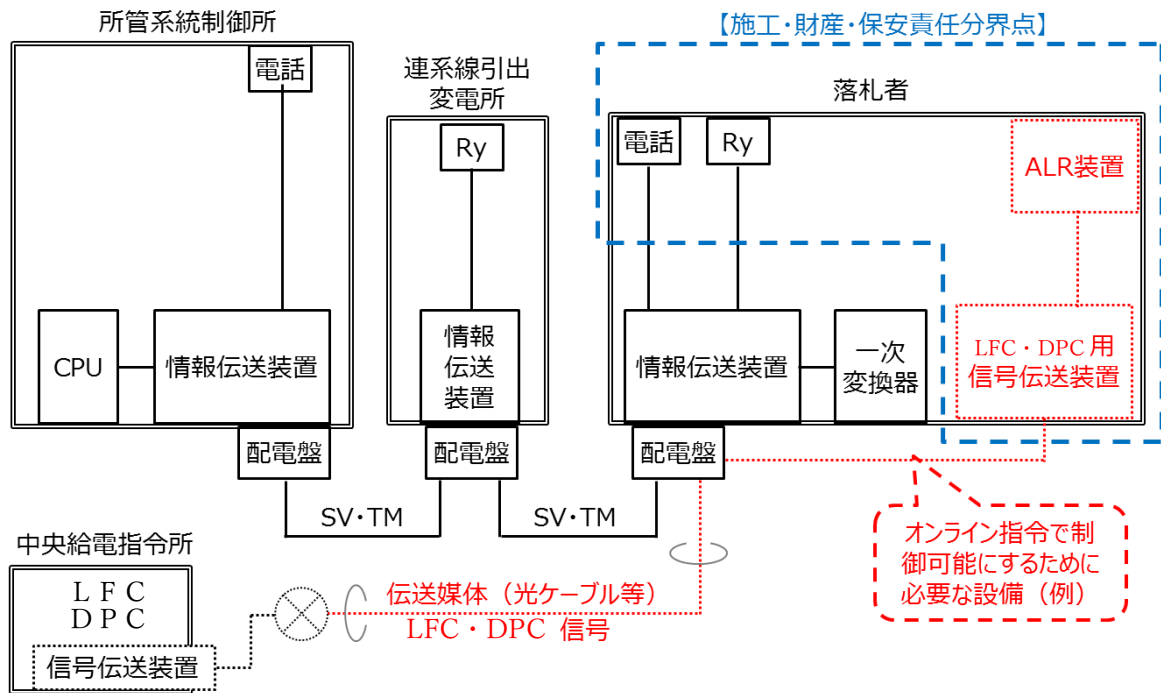 所管系統制御所
電話
CPU
情報伝送装置
配電盤
連系線引出
変電所
Ry
情報
伝送
装置
配電盤
【施工・財産・保安責任分界点】
落札者
電話
Ry
ALR装置
情報伝送装置
一次
変換器
LFC・DPC 用
信号伝送装置
配電盤
SV・TM
SV・TM
オンライン指令で制
御可能にするために
必要な設備（例）
中央給電指令所
LFC
DPC
信号伝送装置
伝送媒体（光ケーブル等）
LFC・DPC 信号